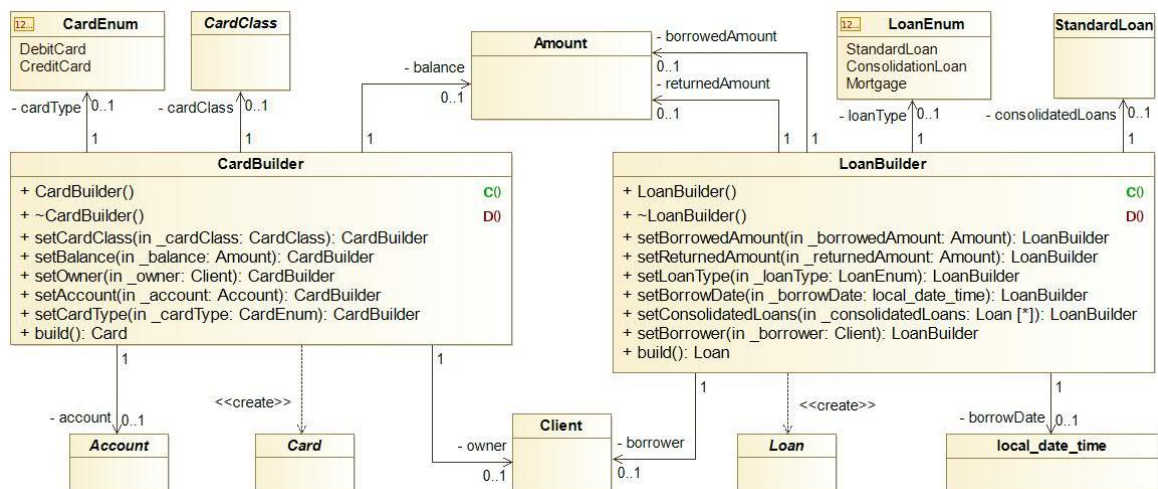 12...
CardEnum
DebitCard
CreditCard
CardClass
Amount
12...
LoanEnum
StandardLoan
ConsolidationLoan
Mortgage
StandardLoan
- borrowedAmount
0..1
- balance
0..1
- returnedAmount
0..1
- cardType
0..1
- cardClass
0..1
- loanType
0..1
- consolidatedLoans
0..1
1
1
1
1
1
1
1
CardBuilder
+ CardBuilder()
C()
+ ~CardBuilder()
D()
+ setCardClass(in _cardClass: CardClass): CardBuilder
+ setBalance(in _balance: Amount): CardBuilder
+ setOwner(in _owner: Client): CardBuilder
+ setAccount(in _account: Account): CardBuilder
+ setCardType(in _cardType: CardEnum): CardBuilder
+ build(): Card
LoanBuilder
+ LoanBuilder()
C()
+ ~LoanBuilder()
D()
+ setBorrowedAmount(in _borrowedAmount: Amount): LoanBuilder
+ setReturnedAmount(in _returnedAmount: Amount): LoanBuilder
+ setLoanType(in _loanType: LoanEnum): LoanBuilder
+ setBorrowDate(in _borrowDate: local_date_time): LoanBuilder
+ setConsolidatedLoans(in _consolidatedLoans: Loan [*]): LoanBuilder
+ setBorrower(in _borrower: Client): LoanBuilder
+ build(): Loan
1
1
1
1
- account
0..1
<<create>>
- owner
0..1
- borrower
0..1
<<create>>
- borrowDate
0..1
Account
Card
Client
Loan
local_date_time